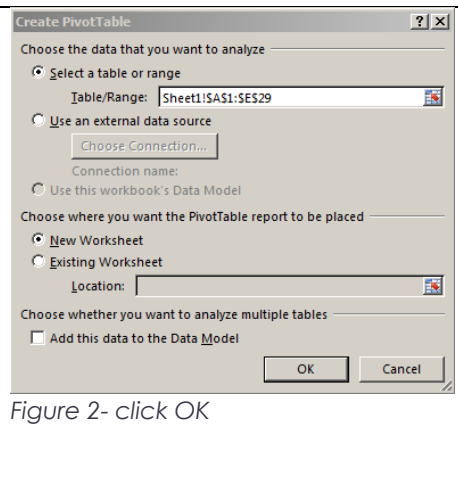 Create PivotTable ? X
Choose the data that you want to analyze
Select a table or range
Table/Range: Sheet1!$A$1:$E$29
Use an external data source
Choose Connection...
Connection name:
Use this workbook's Data Model
Choose where you want the PivotTable report to be placed
New Worksheet
Existing Worksheet
Location:
Choose whether you want to analyze multiple tables
Add this data to the Data Model
OK Cancel
Figure 2- click OK